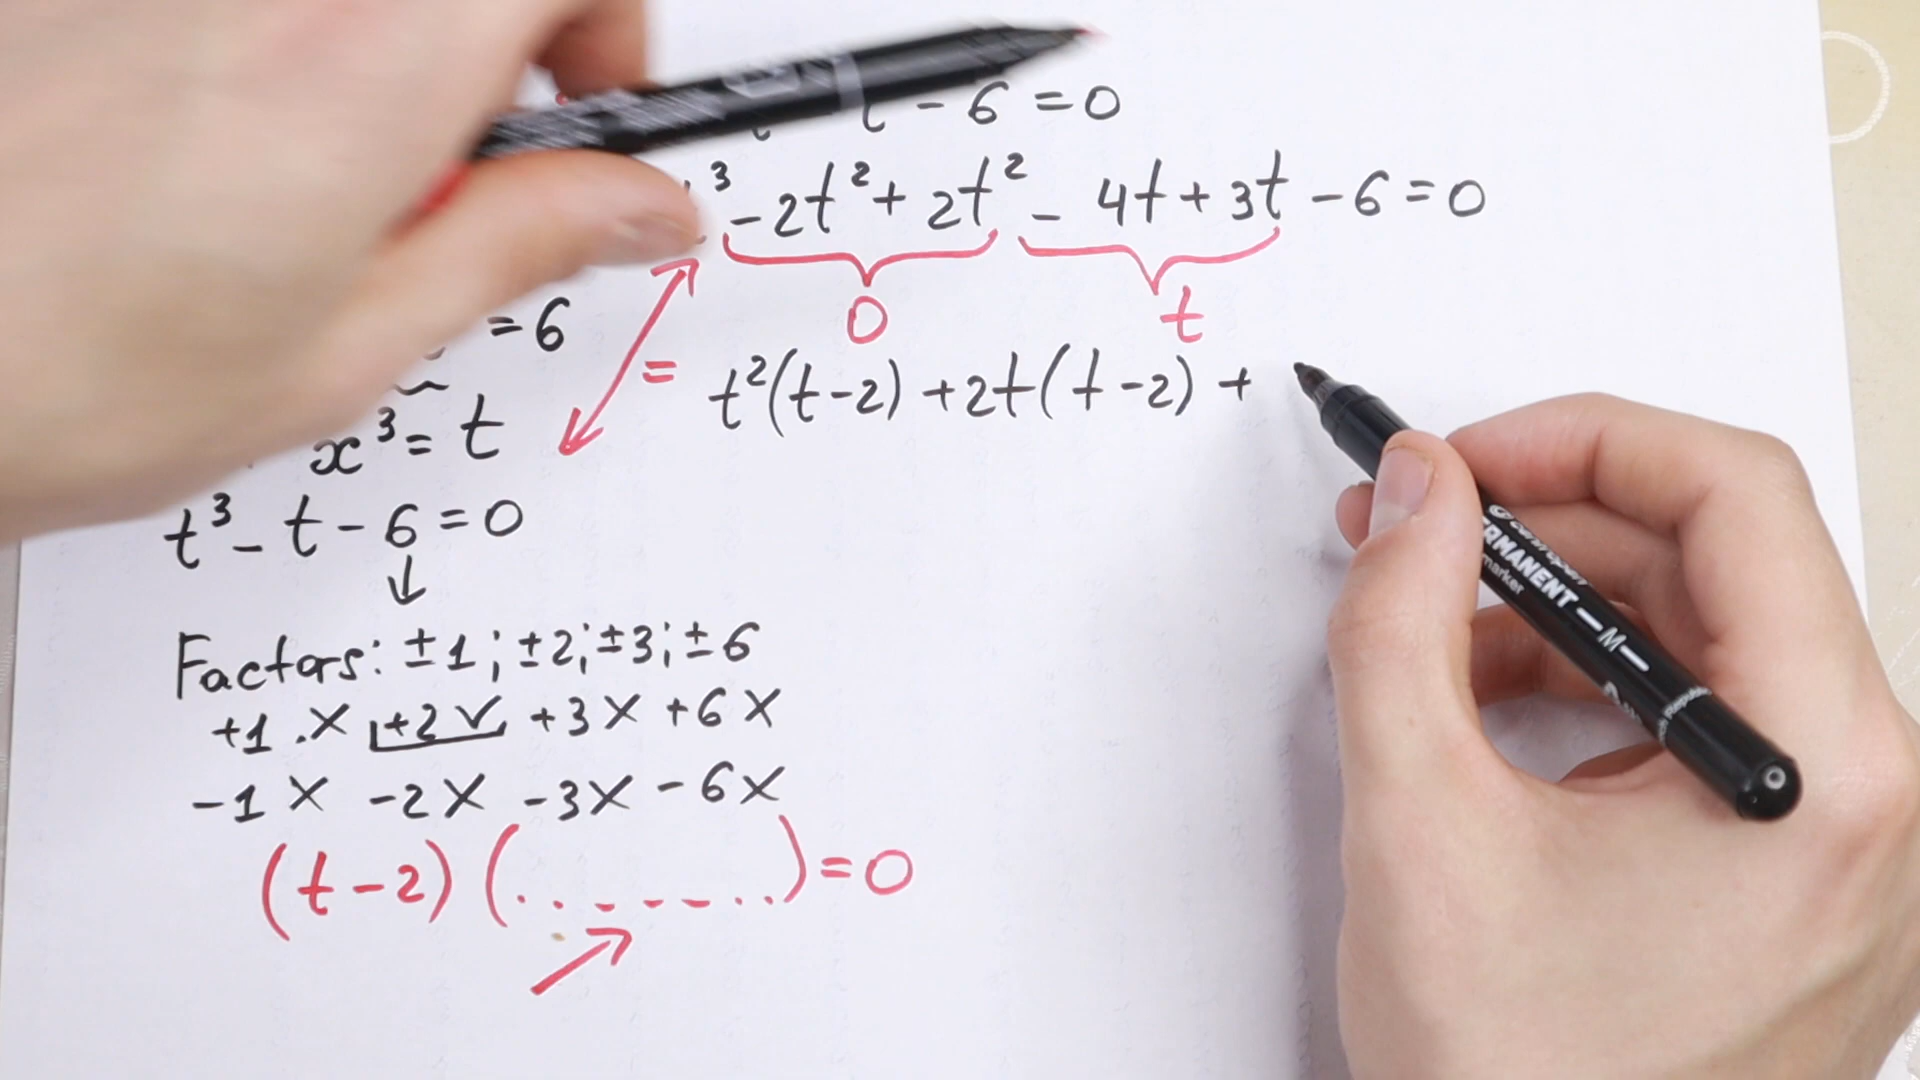 t - 6 = 0
³ - 2t² + 2t² - 4t + 3t - 6 = 0
0 t
= t²(t-2) + 2t(t-2) +
= 6
x³ = t
t³ - t - 6 = 0
↓
Factors: ±1; ±2; ±3; ±6
+1 . X +2 ✓ +3 X +6 X
-1 X -2 X -3 X -6 X
(t-2) (. . - - - . .) = 0
PERMANENT — M —
marker